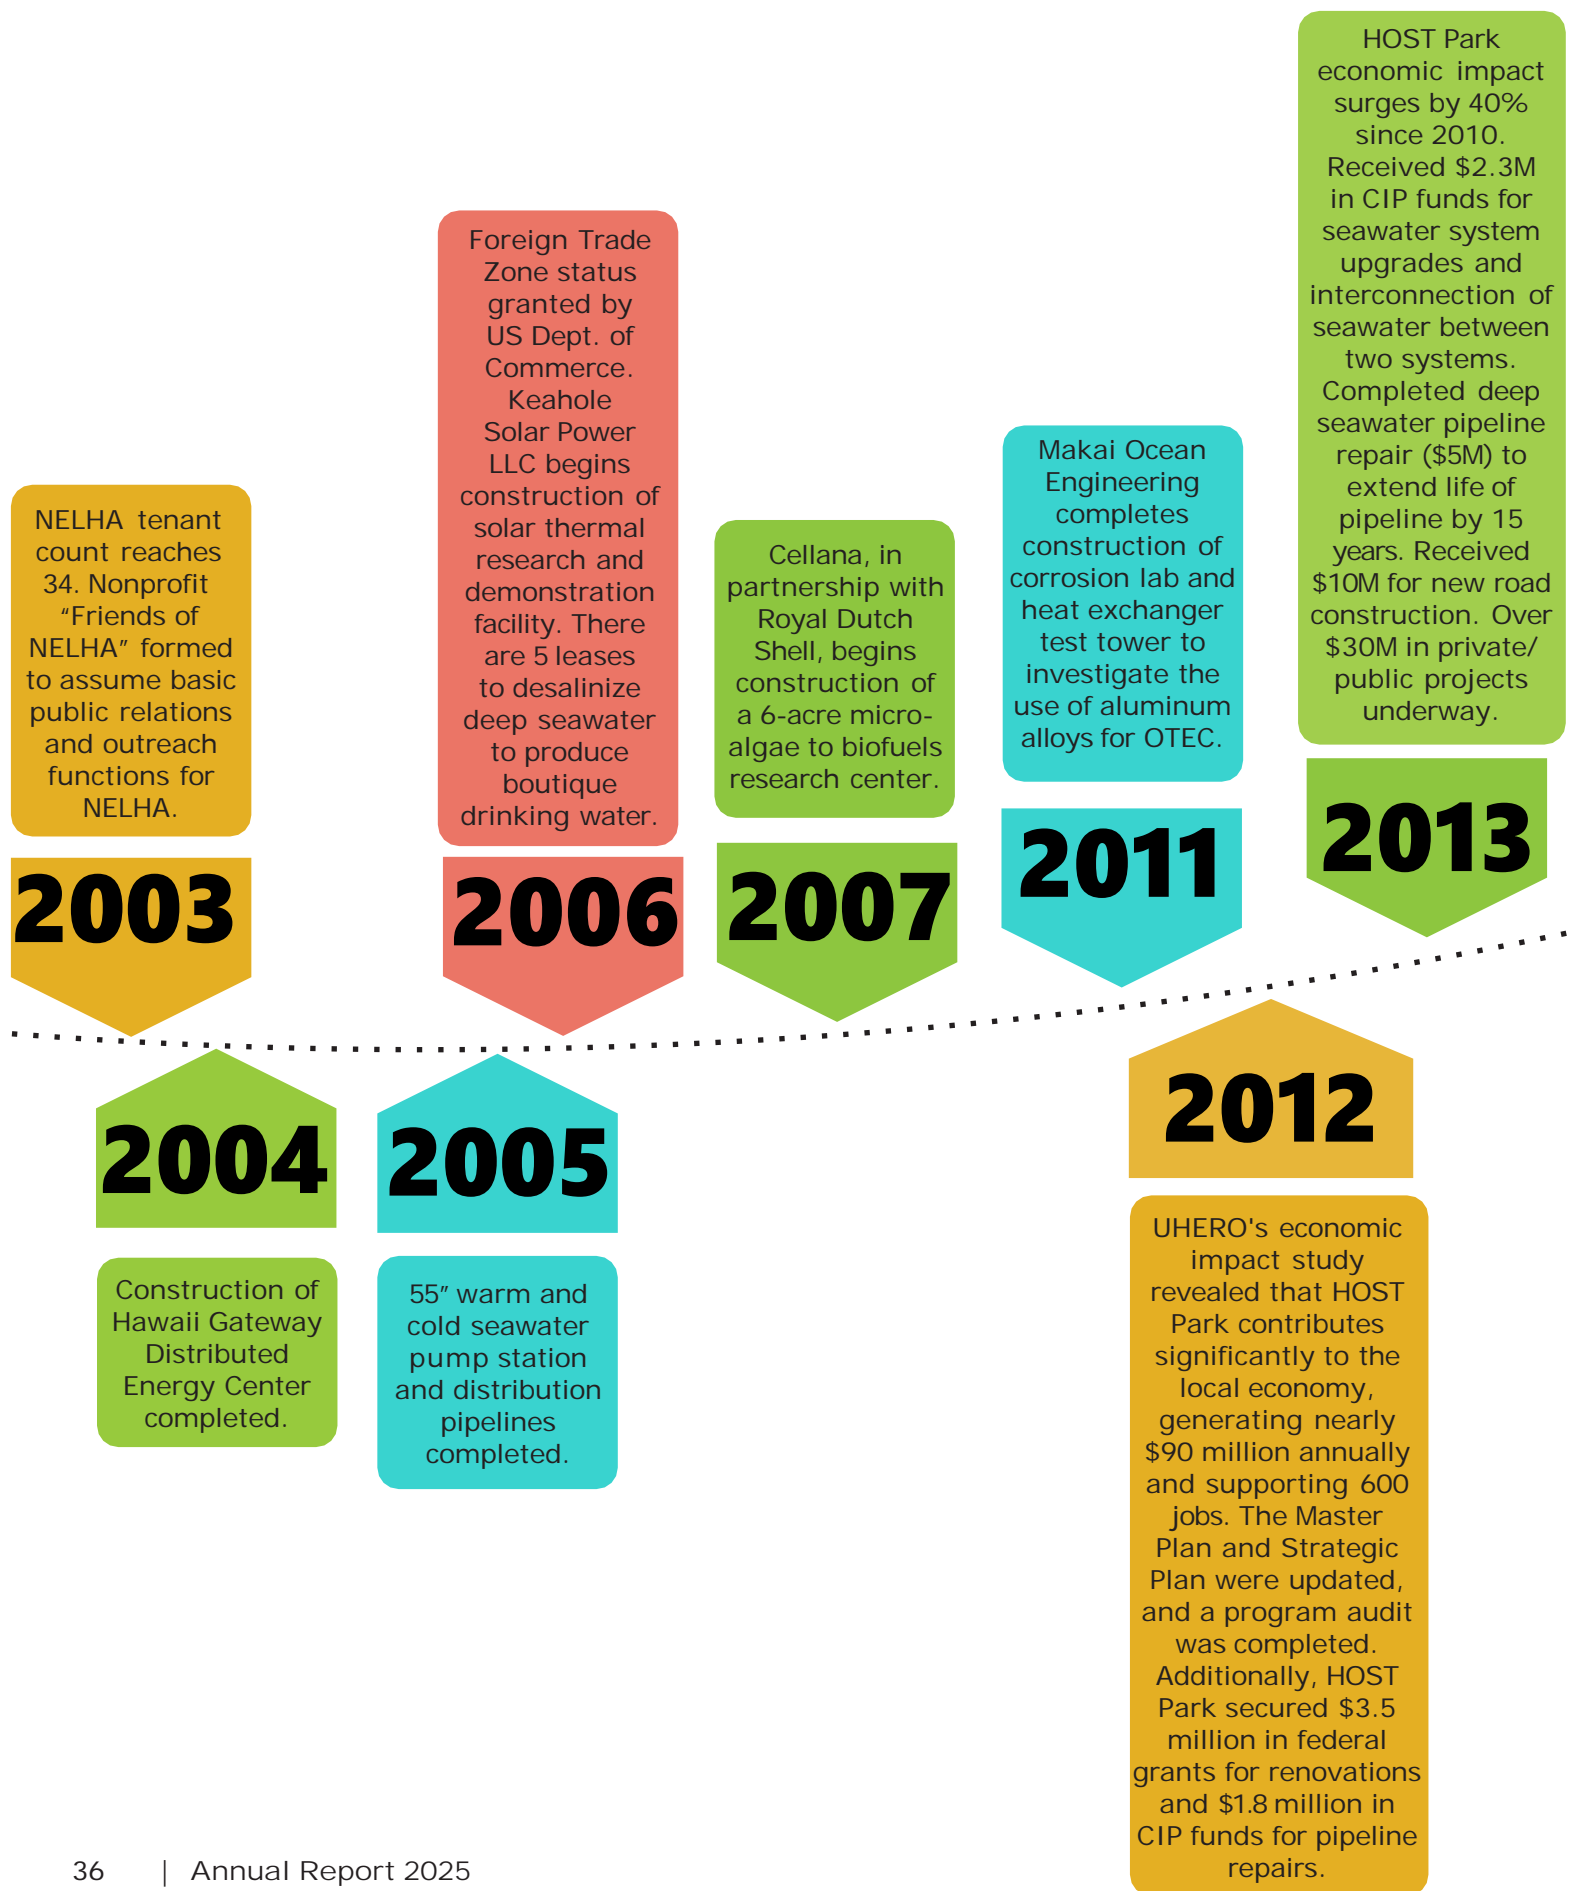 NELHA tenant
count reaches
34. Nonprofit
“Friends of
NELHA” formed
to assume basic
public relations
and outreach
functions for
NELHA.
2003
2004
Construction of
Hawaii Gateway
Distributed
Energy Center
completed.
2005
55” warm and
cold seawater
pump station
and distribution
pipelines
completed.
Foreign Trade
Zone status
granted by
US Dept. of
Commerce.
Keahole
Solar Power
LLC begins
construction of
solar thermal
research and
demonstration
facility. There
are 5 leases
to desalinize
deep seawater
to produce
boutique
drinking water.
2006
Cellana, in
partnership with
Royal Dutch
Shell, begins
construction of
a 6-acre micro-
algae to biofuels
research center.
2007
Makai Ocean
Engineering
completes
construction of
corrosion lab and
heat exchanger
test tower to
investigate the
use of aluminum
alloys for OTEC.
2011
2012
UHERO's economic
impact study
revealed that HOST
Park contributes
significantly to the
local economy,
generating nearly
$90 million annually
and supporting 600
jobs. The Master
Plan and Strategic
Plan were updated,
and a program audit
was completed.
Additionally, HOST
Park secured $3.5
million in federal
grants for renovations
and $1.8 million in
CIP funds for pipeline
repairs.
HOST Park
economic impact
surges by 40%
since 2010.
Received $2.3M
in CIP funds for
seawater system
upgrades and
interconnection of
seawater between
two systems.
Completed deep
seawater pipeline
repair ($5M) to
extend life of
pipeline by 15
years. Received
$10M for new road
construction. Over
$30M in private/
public projects
underway.
2013
36 | Annual Report 2025